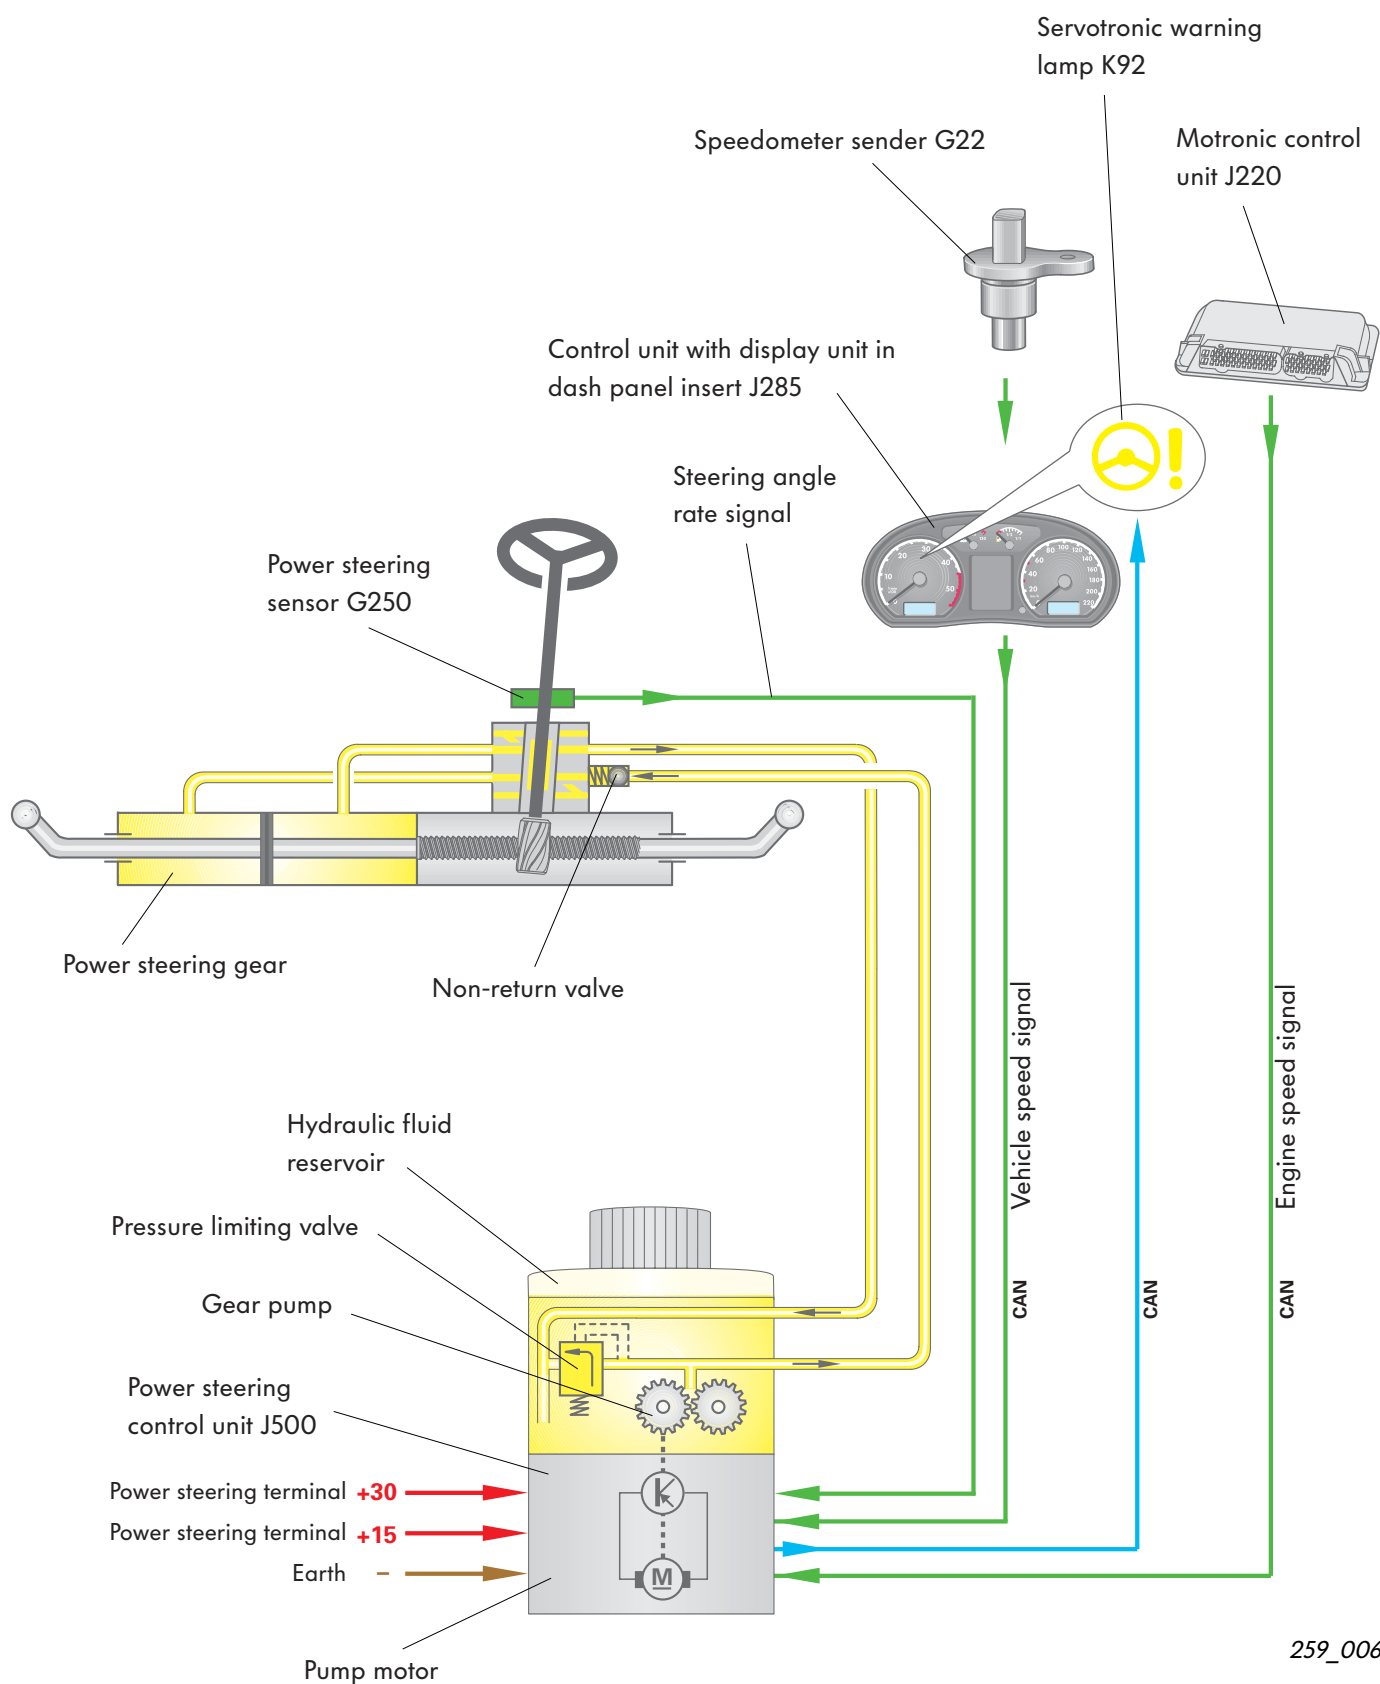 Servotronic warning
lamp K92
Speedometer sender G22
Motronic control
unit J220
Control unit with display unit in
dash panel insert J285
Steering angle
rate signal
Power steering
sensor G250
Power steering gear
Non-return valve
Vehicle speed signal
Engine speed signal
Hydraulic fluid
reservoir
Pressure limiting valve
Gear pump
CAN
CAN
CAN
Power steering
control unit J500
Power steering terminal +30
Power steering terminal +15
Earth –
M
Pump motor
259_006